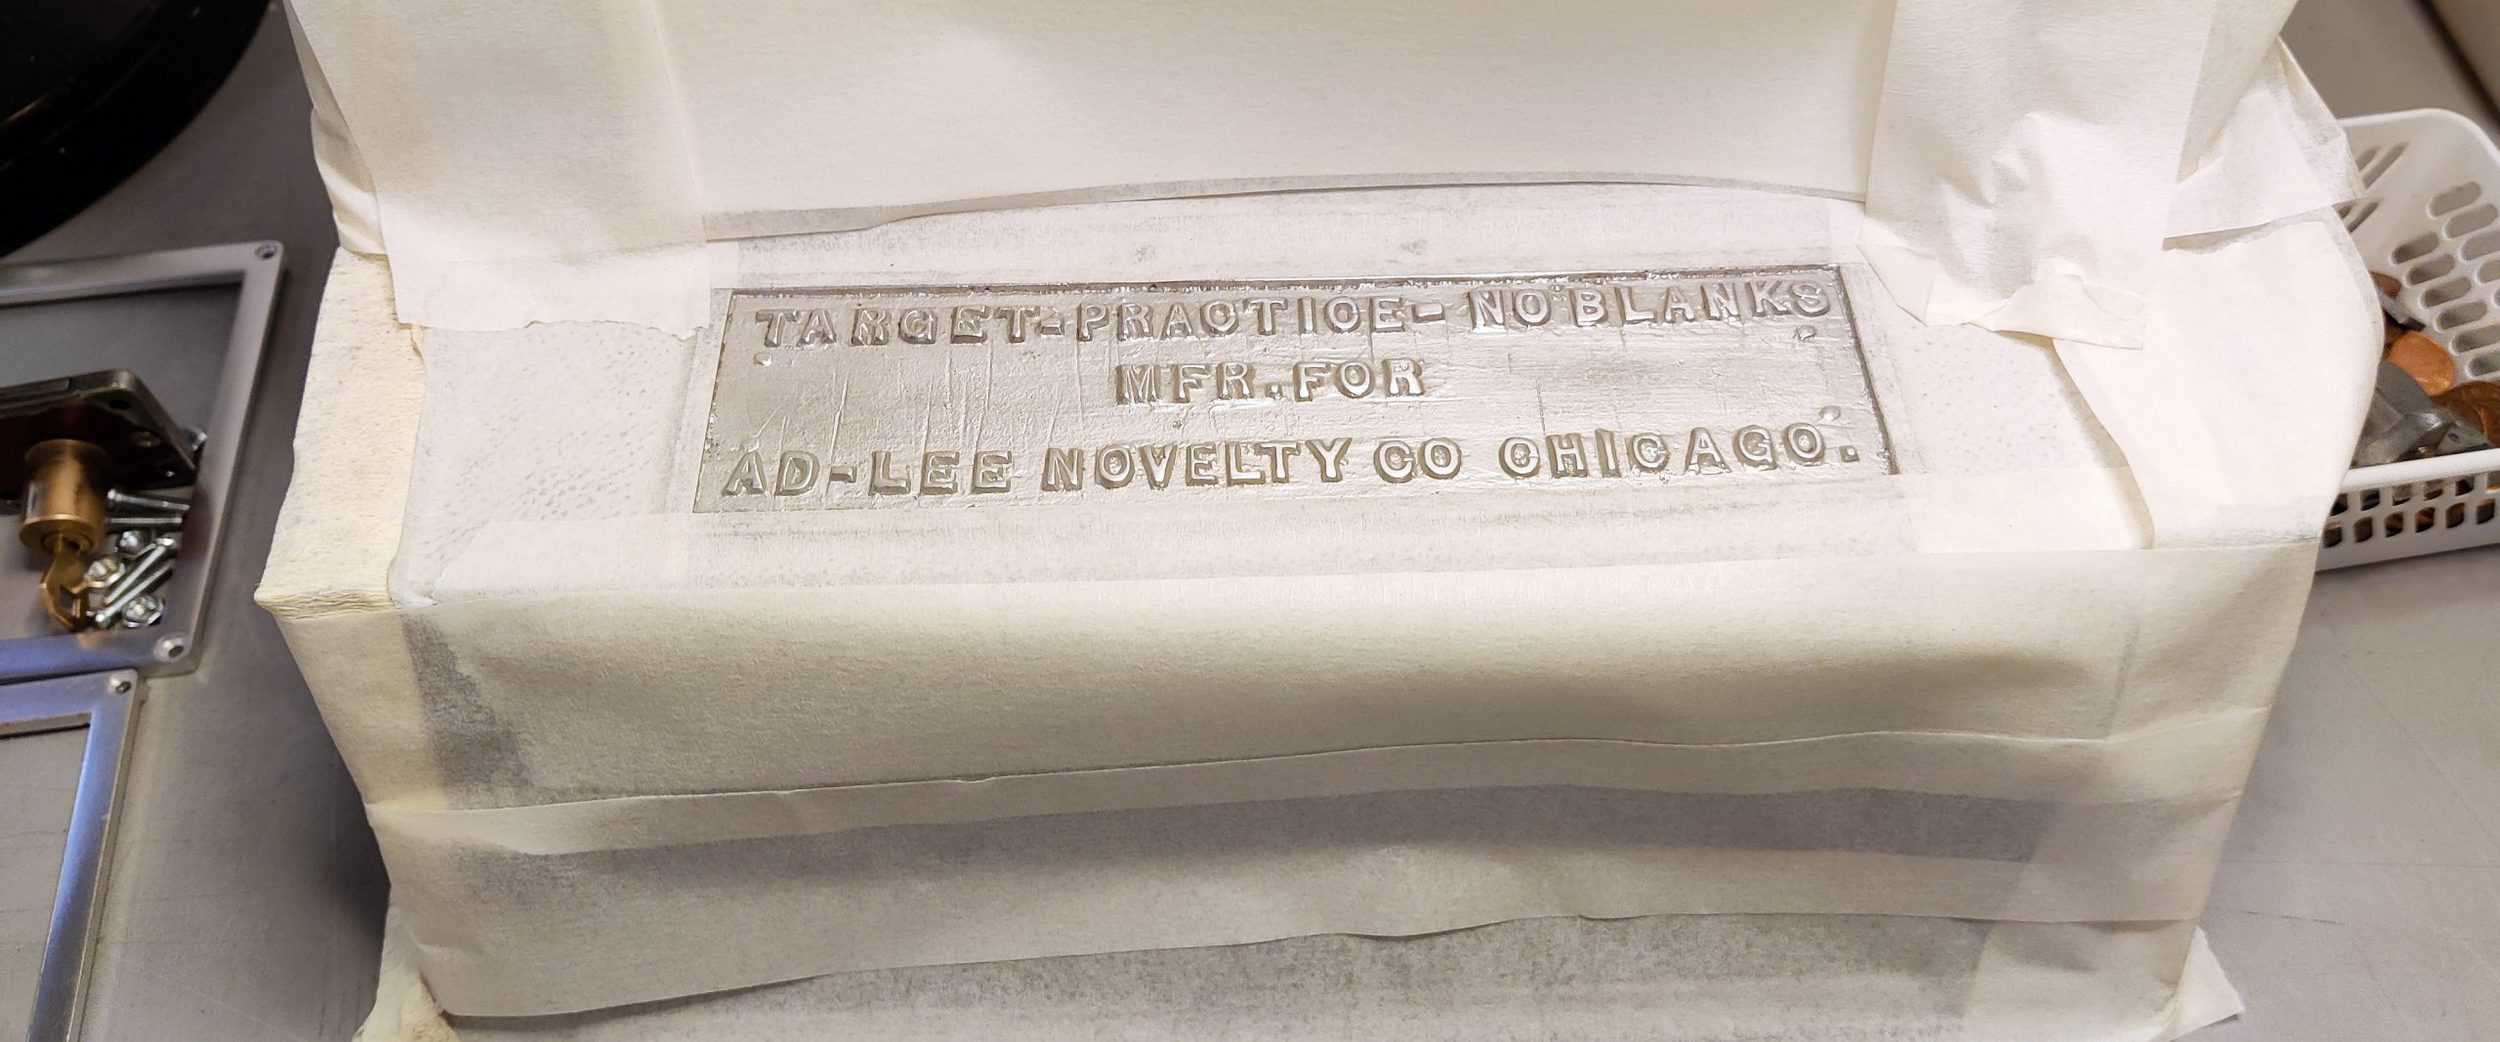 TARGET-PRACTICE-NO BLANKS
MFR. FOR
AD-LEE NOVELTY CO CHICAGO.